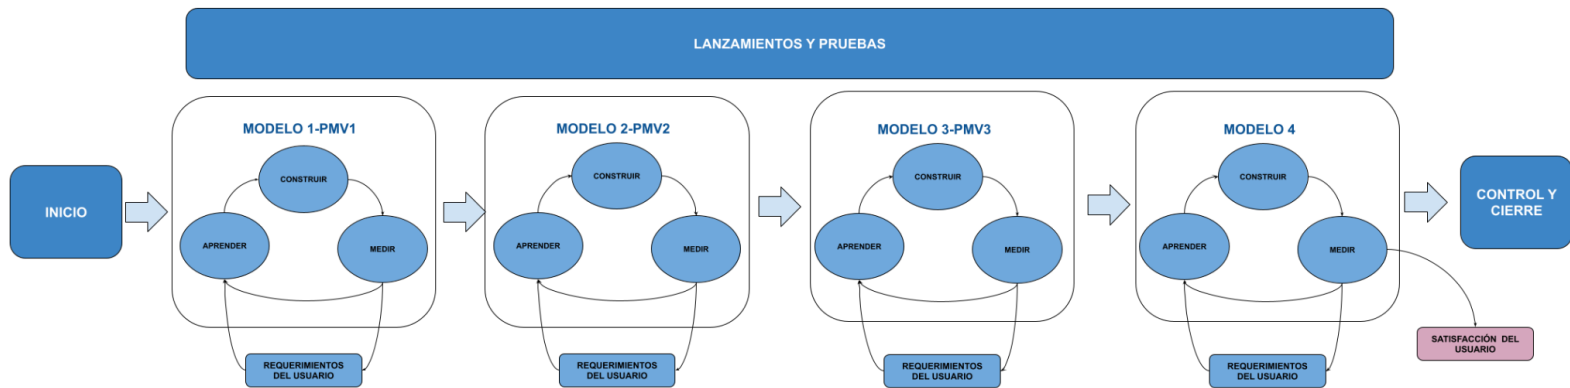 LANZAMIENTOS Y PRUEBAS
INICIO
MODELO 1-PMV1
CONSTRUIR
APRENDER
MEDIR
REQUERIMIENTOS
DEL USUARIO
MODELO 2-PMV2
CONSTRUIR
APRENDER
MEDIR
REQUERIMIENTOS
DEL USUARIO
MODELO 3-PMV3
CONSTRUIR
APRENDER
MEDIR
REQUERIMIENTOS
DEL USUARIO
MODELO 4
CONSTRUIR
APRENDER
MEDIR
REQUERIMIENTOS
DEL USUARIO
CONTROL Y
CIERRE
SATISFACCIÓN DEL
USUARIO